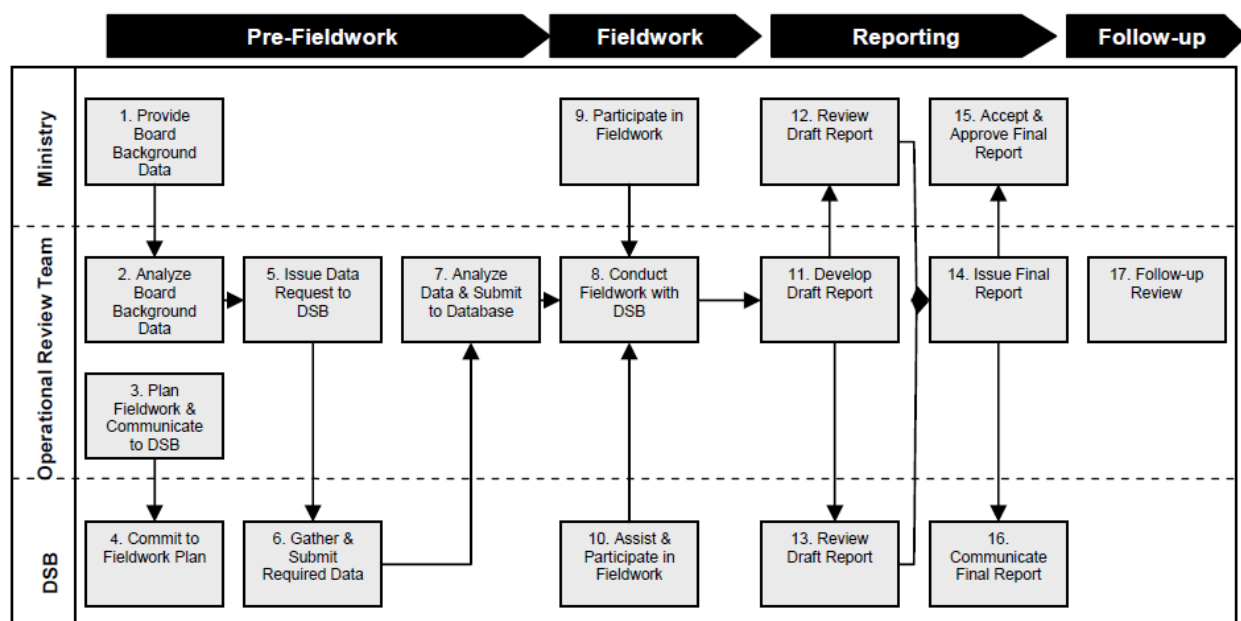 Pre-Fieldwork
Fieldwork
Reporting
Follow-up
Ministry
1. Provide
Board
Background
Data
9. Participate in
Fieldwork
12. Review
Draft Report
15. Accept &
Approve Final
Report
Operational Review Team
2. Analyze
Board
Background
Data
5. Issue Data
Request to
DSB
7. Analyze
Data & Submit
to Database
8. Conduct
Fieldwork with
DSB
11. Develop
Draft Report
14. Issue Final
Report
17. Follow-up
Review
3. Plan
Fieldwork &
Communicate
to DSB
DSB
4. Commit to
Fieldwork Plan
6. Gather &
Submit
Required Data
10. Assist &
Participate in
Fieldwork
13. Review
Draft Report
16.
Communicate
Final Report